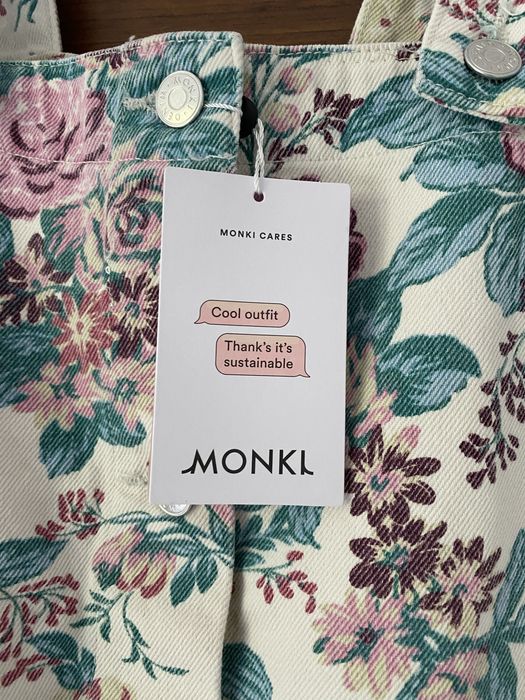 MONKI CARES
Cool outfit
Thank's it's
sustainable
MONKI